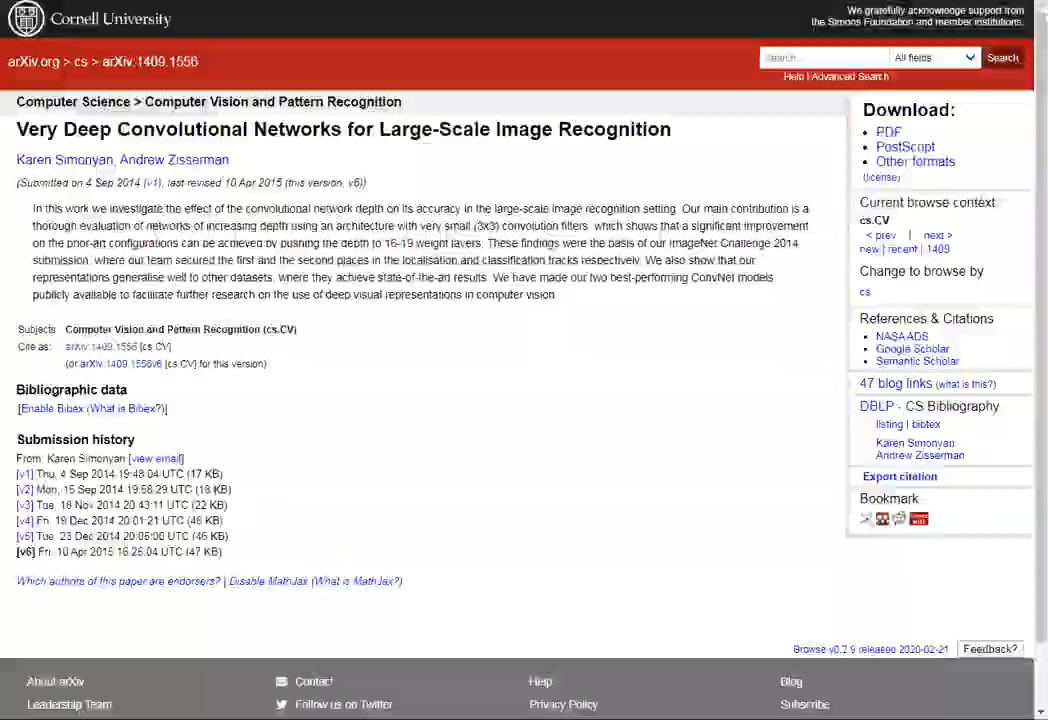 Cornell University
We gratefully acknowledge support from
the Simons Foundation and member institutions.
arXiv.org > cs > arXiv:1409.1556
Search...
All fields
Search
Help | Advanced Search
Computer Science > Computer Vision and Pattern Recognition
Very Deep Convolutional Networks for Large-Scale Image Recognition
Karen Simonyan, Andrew Zisserman
(Submitted on 4 Sep 2014 (v1), last revised 10 Apr 2015 (this version, v6))
In this work we investigate the effect of the convolutional network depth on its accuracy in the large-scale image recognition setting. Our main contribution is a
thorough evaluation of networks of increasing depth using an architecture with very small (3x3) convolution filters, which shows that a significant improvement
on the prior-art configurations can be achieved by pushing the depth to 16-19 weight layers. These findings were the basis of our ImageNet Challenge 2014
submission, where our team secured the first and the second places in the localisation and classification tracks respectively. We also show that our
representations generalise well to other datasets, where they achieve state-of-the-art results. We have made our two best-performing ConvNet models
publicly available to facilitate further research on the use of deep visual representations in computer vision.
Subjects: Computer Vision and Pattern Recognition (cs.CV)
Cite as: arXiv:1409.1556 [cs.CV]
(or arXiv:1409.1556v6 [cs.CV] for this version)
Bibliographic data
[Enable Bibex (What is Bibex?)]
Submission history
From: Karen Simonyan [view email]
[v1] Thu, 4 Sep 2014 19:48:04 UTC (17 KB)
[v2] Mon, 15 Sep 2014 19:58:29 UTC (18 KB)
[v3] Tue, 18 Nov 2014 20:43:11 UTC (22 KB)
[v4] Fri, 19 Dec 2014 20:01:21 UTC (46 KB)
[v5] Tue, 23 Dec 2014 20:05:00 UTC (46 KB)
[v6] Fri, 10 Apr 2015 16:25:04 UTC (47 KB)
Which authors of this paper are endorsers? | Disable MathJax (What is MathJax?)
Download:
PDF
PostScript
Other formats
(license)
Current browse context:
cs.CV
< prev | next >
new | recent | 1409
Change to browse by:
cs
References & Citations
NASA ADS
Google Scholar
Semantic Scholar
47 blog links (what is this?)
DBLP - CS Bibliography
listing | bibtex
Karen Simonyan
Andrew Zisserman
Export citation
Bookmark
Browse v0.2.9 released 2020-02-21
Feedback?
About arXiv
Leadership Team
Contact
Follow us on Twitter
Help
Privacy Policy
Blog
Subscribe